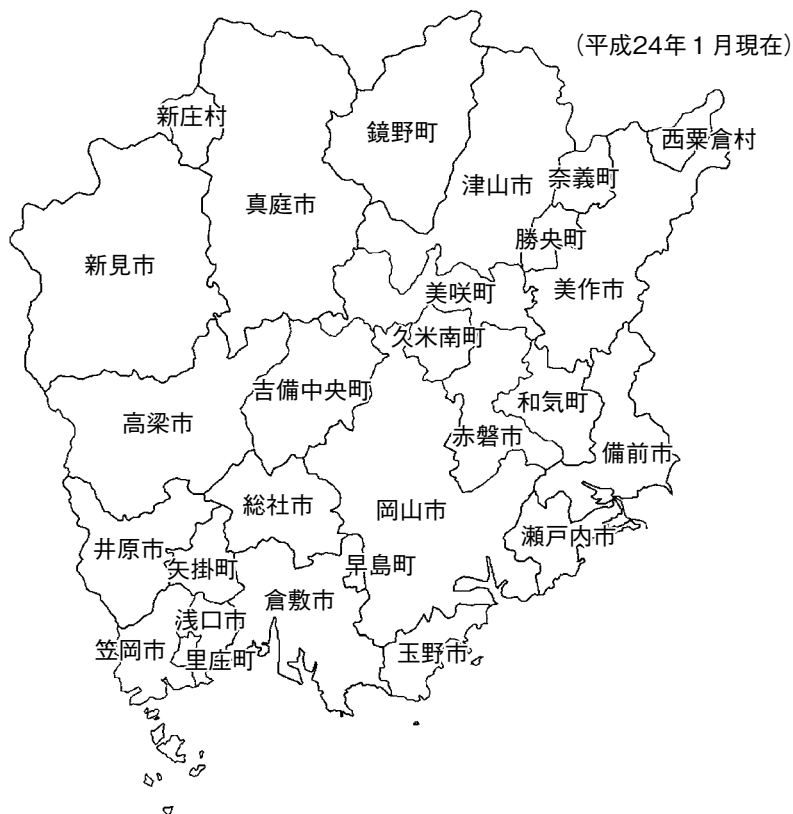 （平成24年１月現在）
新庄村
鏡野町
西粟倉村
奈義町
津山市
真庭市
勝央町
新見市
美咲町
美作市
久米南町
吉備中央町
和気町
高梁市
赤磐市
備前市
総社市
岡山市
瀬戸内市
井原市
矢掛町
早島町
倉敷市
浅口市
笠岡市
里庄町
玉野市